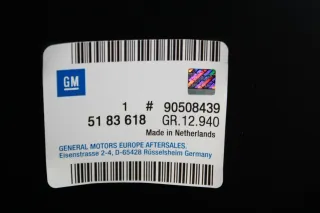 GM
1 # 90508439
51 83 618 GR.12.940
Made in Netherlands
GENERAL MOTORS EUROPE AFTERSALES.
Eisenstrasse 2-4, D-65428 Rüsselsheim Germany